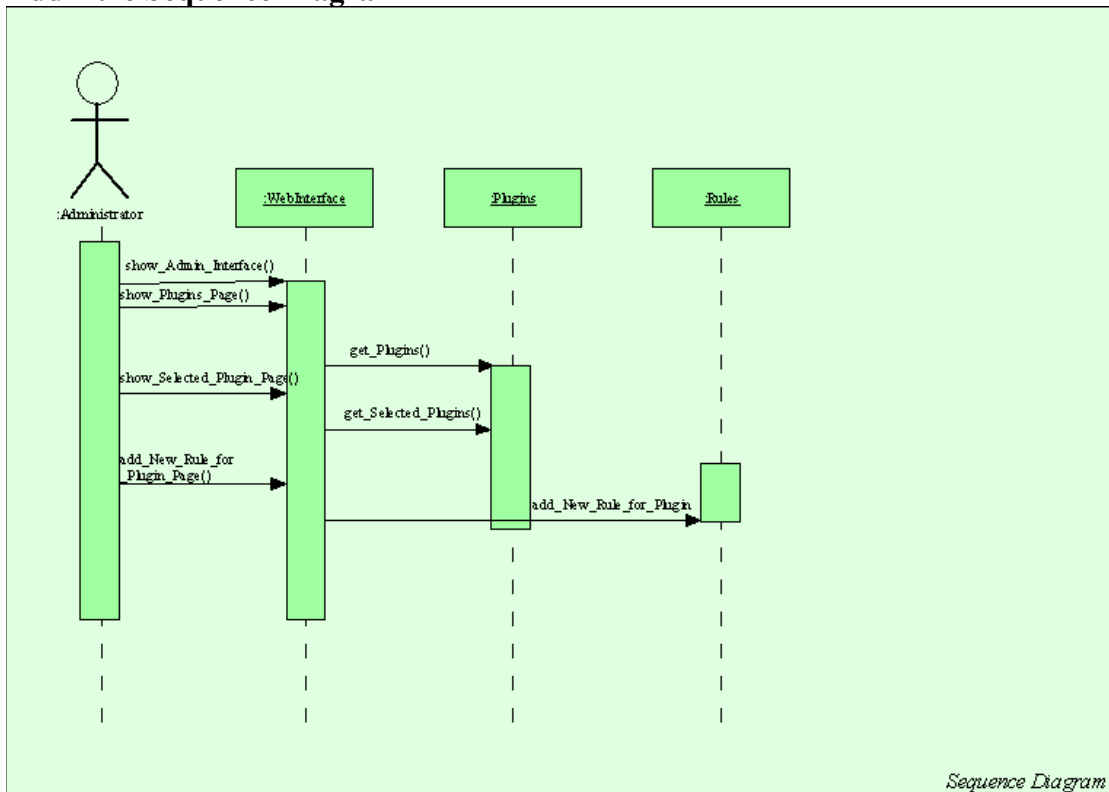 :Administrator
:WebInterface
:Plugins
:Rules
show_Admin_Interface()
show_Plugins_Page()
get_Plugins()
show_Selected_Plugin_Page()
get_Selected_Plugins()
add_New_Rule_for
_Plugin_Page()
add_New_Rule_for_Plugin
Sequence Diagram